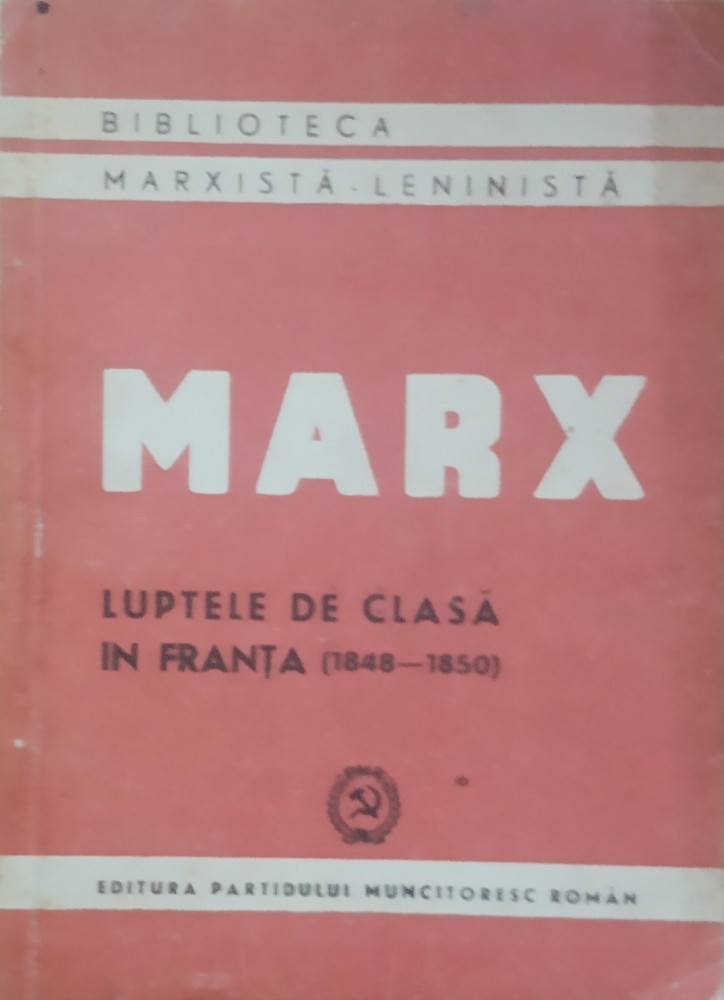 BIBLIOTECA
MARXISTĂ-LENINISTĂ
MARX
LUPTELE DE CLASĂ
IN FRANȚA (1848—1850)
EDITURA PARTIDULUI MUNCITORESC ROMÂN